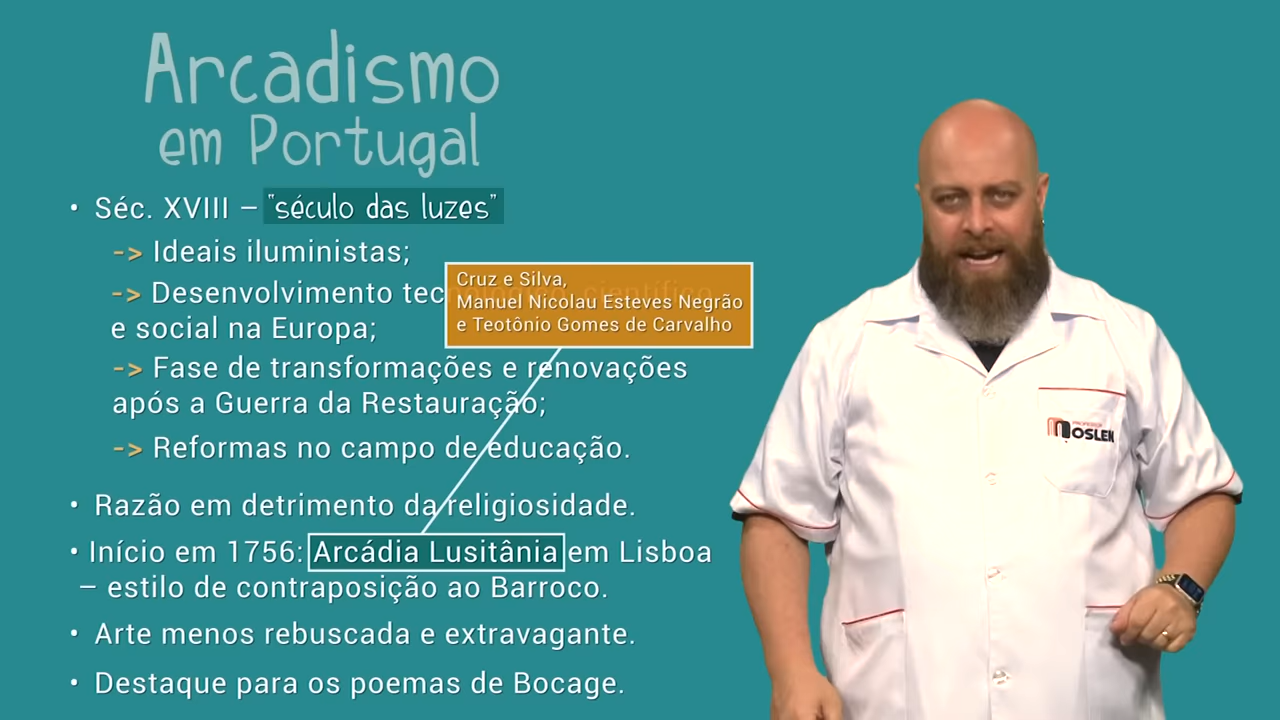 Arcadismo
em Portugal
• Séc. XVIII – "século das luzes"
-> Ideais iluministas;
-> Desenvolvimento tecnológico, científico
e social na Europa;
Cruz e Silva,
Manuel Nicolau Esteves Negrão
e Teotônio Gomes de Carvalho
-> Fase de transformações e renovações
após a Guerra da Restauração;
-> Reformas no campo de educação.
• Razão em detrimento da religiosidade.
• Início em 1756: Arcádia Lusitânia em Lisboa
– estilo de contraposição ao Barroco.
• Arte menos rebuscada e extravagante.
• Destaque para os poemas de Bocage.
PROFESSOR
MOSLEN